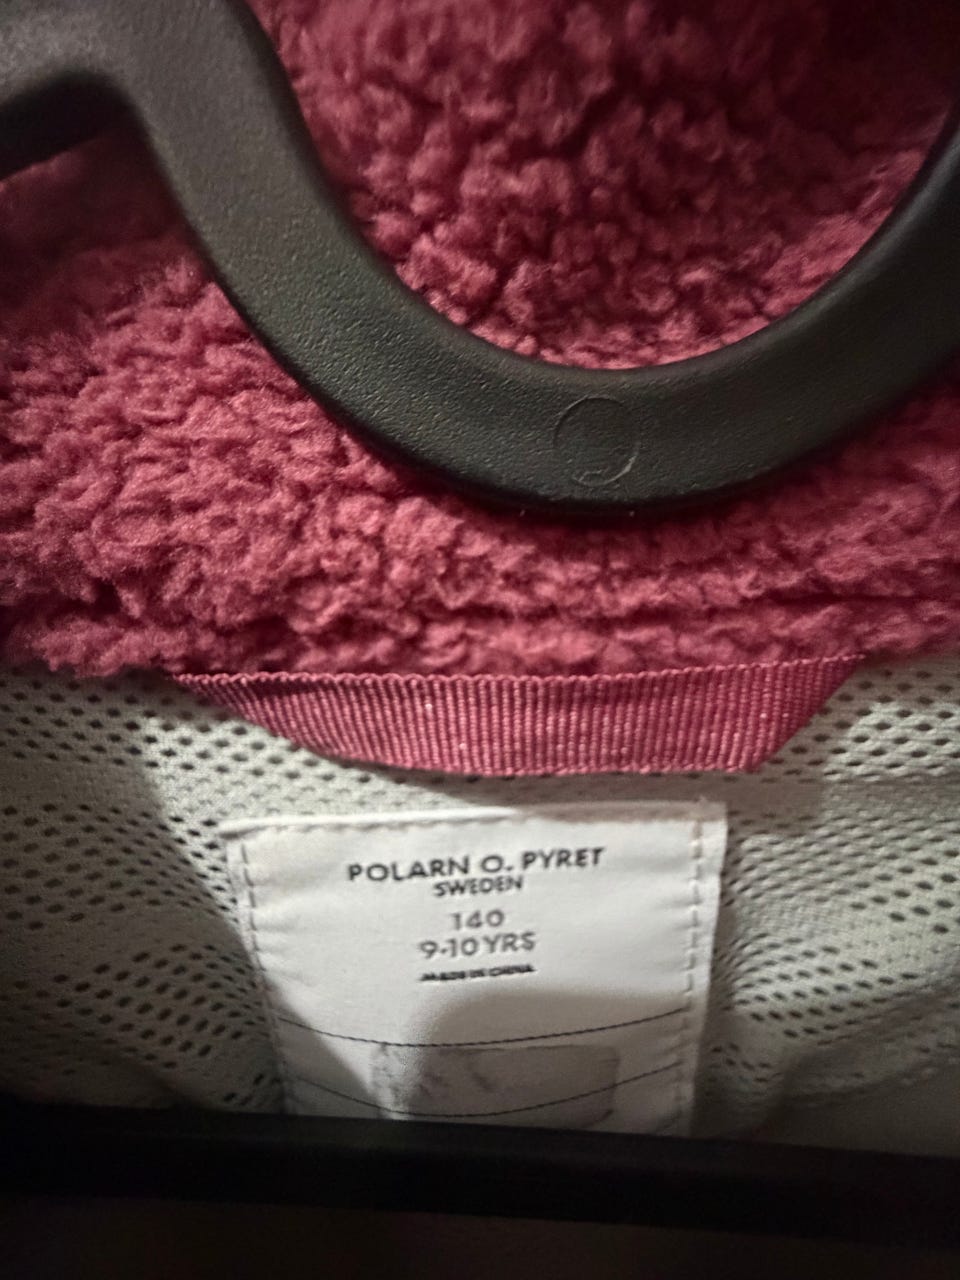 POLARN O. PYRET
SWEDEN
140
9-10 YRS
MADE IN CHINA